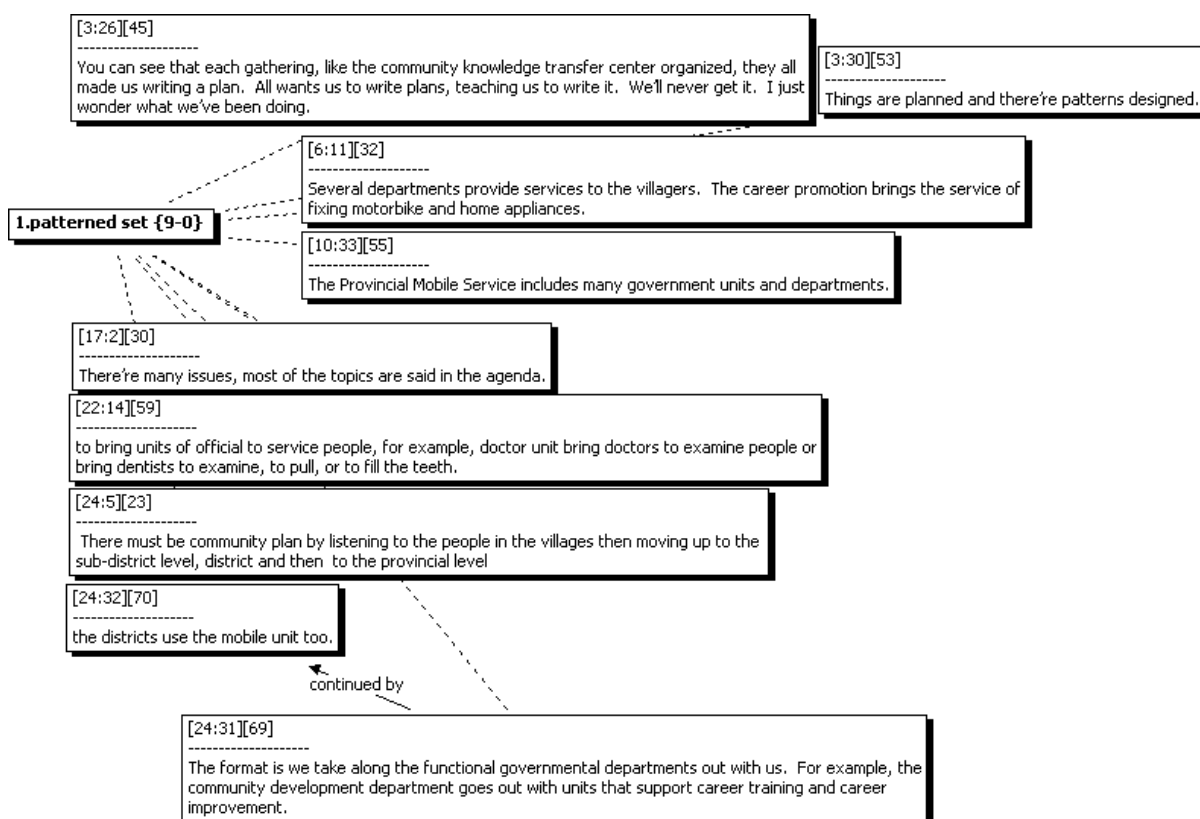 [3:26][45]
--------------------
You can see that each gathering, like the community knowledge transfer center organized, they all
made us writing a plan.  All wants us to write plans, teaching us to write it.  We'll never get it.  I just
wonder what we've been doing.
[3:30][53]
--------------------
Things are planned and there're patterns designed.
[6:11][32]
--------------------
Several departments provide services to the villagers.  The career promotion brings the service of
fixing motorbike and home appliances.
1.patterned set {9-0}
[10:33][55]
--------------------
The Provincial Mobile Service includes many government units and departments.
[17:2][30]
--------------------
There're many issues, most of the topics are said in the agenda.
[22:14][59]
--------------------
to bring units of official to service people, for example, doctor unit bring doctors to examine people or
bring dentists to examine, to pull, or to fill the teeth.
[24:5][23]
--------------------
There must be community plan by listening to the people in the villages then moving up to the
sub-district level, district and then  to the provincial level
[24:32][70]
--------------------
the districts use the mobile unit too.
continued by
[24:31][69]
--------------------
The format is we take along the functional governmental departments out with us.  For example, the
community development department goes out with units that support career training and career
improvement.